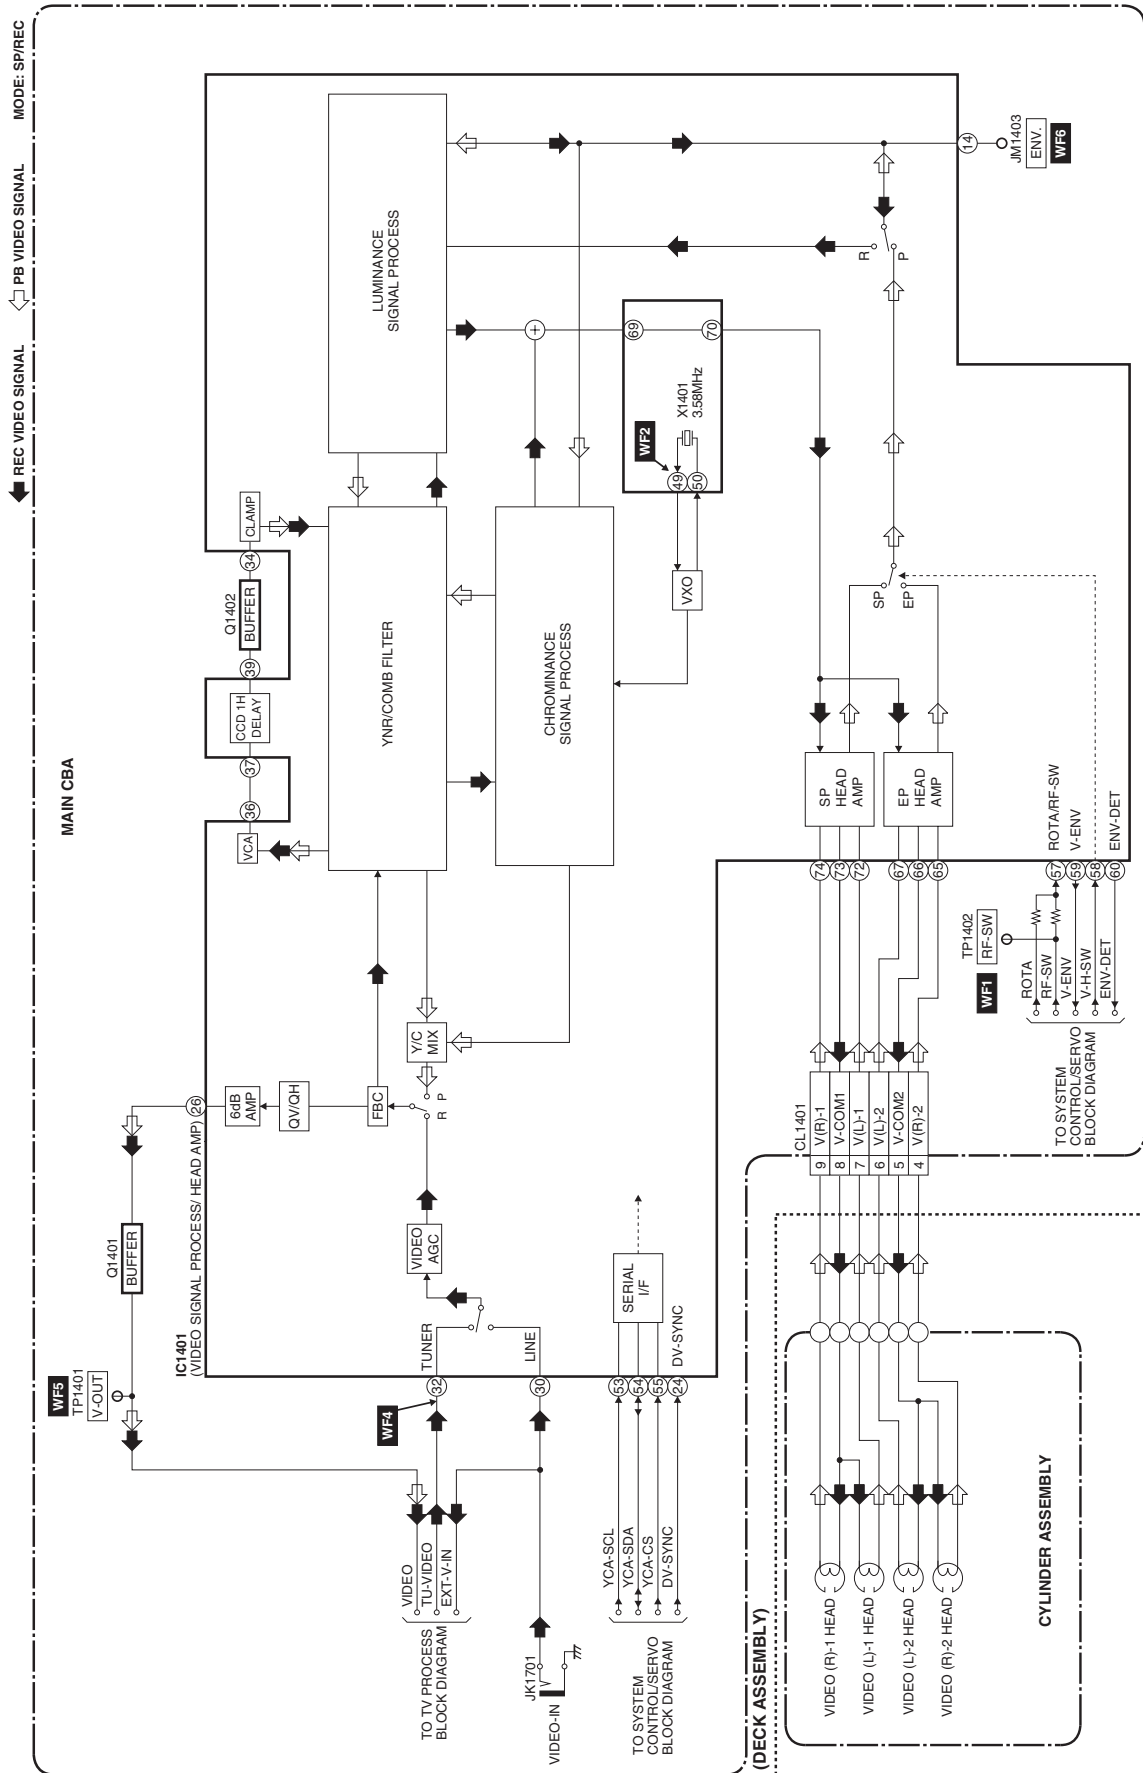 REC VIDEO SIGNAL
PB VIDEO SIGNAL
MODE: SP/REC
MAIN CBA
WF5
TP1401
V-OUT
Q1401
BUFFER
IC1401
(VIDEO SIGNAL PROCESS/ HEAD AMP)
26
6dB
AMP
QV/QH
FBC
VCA
36
37
CCD 1H
DELAY
39
Q1402
BUFFER
34
CLAMP
YNR/COMB FILTER
LUMINANCE
SIGNAL PROCESS
CHROMINANCE
SIGNAL PROCESS
Y/C
MIX
R
P
VIDEO
AGC
TUNER
LINE
WF4
32
30
VIDEO
TU-VIDEO
EXT-V-IN
TO TV PROCESS
BLOCK DIAGRAM
JK1701
VIDEO-IN
+
69
70
WF2
49
50
X1401
3.58MHz
VXO
R
P
14
JM1403
ENV.
WF6
SERIAL
I/F
DV-SYNC
53
54
55
24
YCA-SCL
YCA-SDA
YCA-CS
DV-SYNC
TO SYSTEM
CONTROL/SERVO
BLOCK DIAGRAM
SP
EP
SP
HEAD
AMP
EP
HEAD
AMP
74
73
72
67
66
65
CL1401
9 V(R)-1
8 V-COM1
7 V(L)-1
6 V(L)-2
5 V-COM2
4 V(R)-2
ROTA/RF-SW
V-ENV
ENV-DET
57
59
58
60
TP1402
RF-SW
WF1
ROTA
RF-SW
V-ENV
V-H-SW
ENV-DET
TO SYSTEM
CONTROL/SERVO
BLOCK DIAGRAM
(DECK ASSEMBLY)
VIDEO (R)-1 HEAD
VIDEO (L)-1 HEAD
VIDEO (L)-2 HEAD
VIDEO (R)-2 HEAD
CYLINDER ASSEMBLY